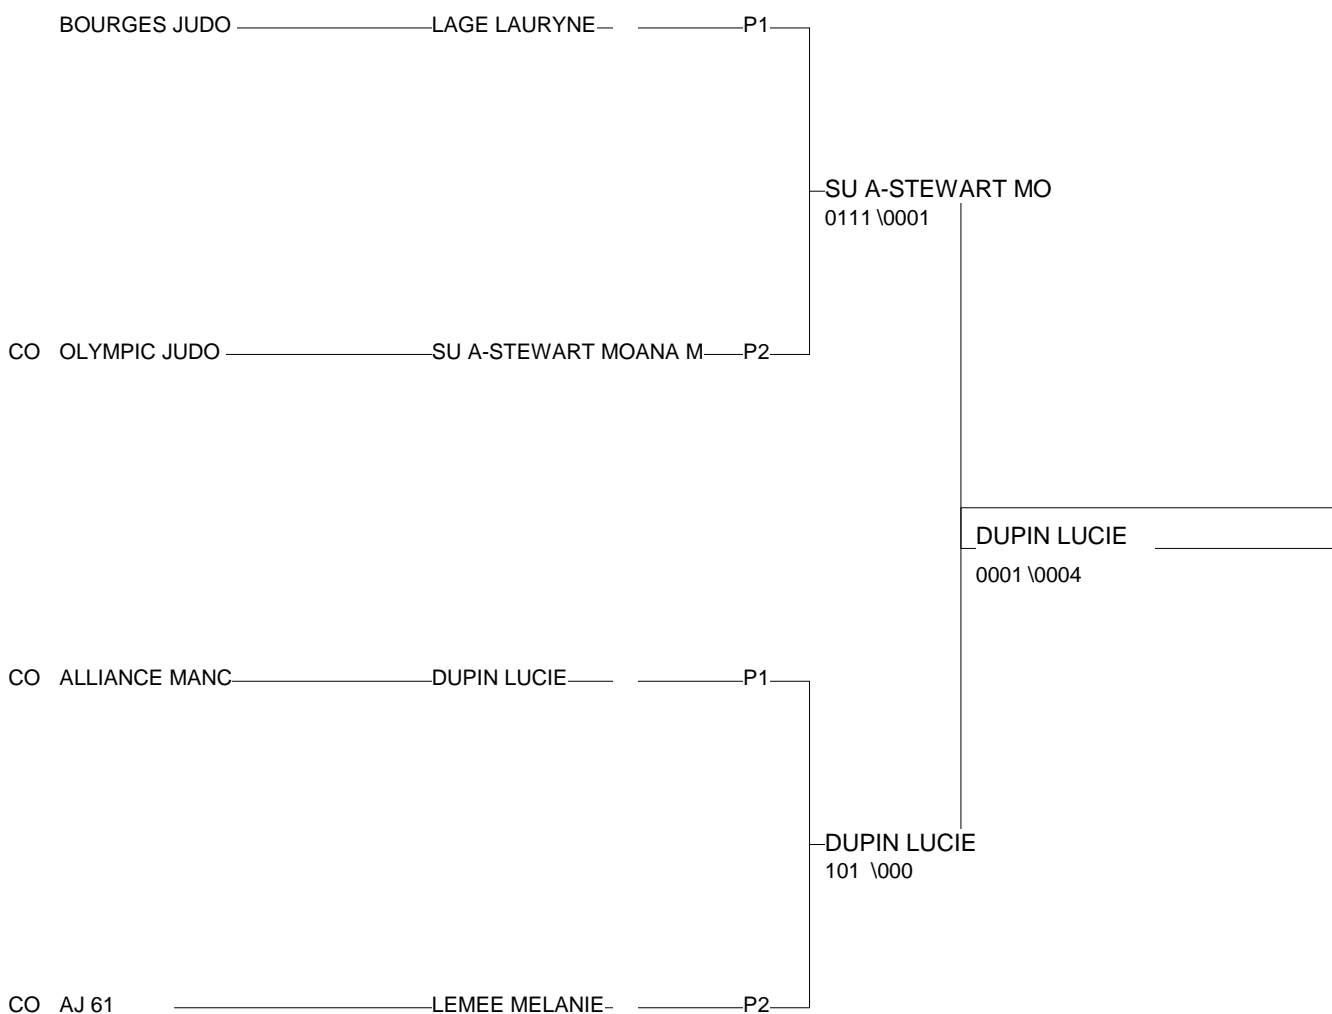 BOURGES JUDO LAGE LAURYNE P1
SU A-STEWART MO
0111 \0001
CO OLYMPIC JUDO SU A-STEWART MOANA M P2
DUPIN LUCIE
0001 \0004
CO ALLIANCE MANC DUPIN LUCIE P1
DUPIN LUCIE
101 \000
CO AJ 61 LEMEE MELANIE P2